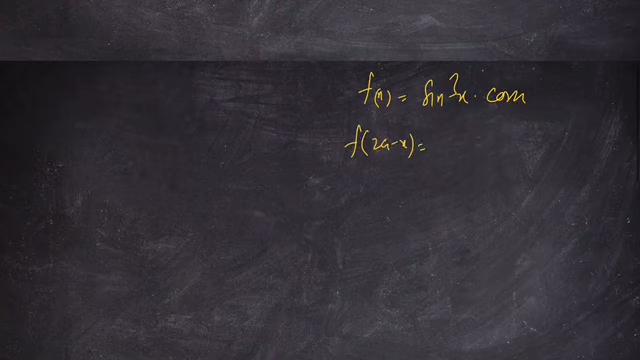 f(x) = sin³x · cosx
f(2a-x) =